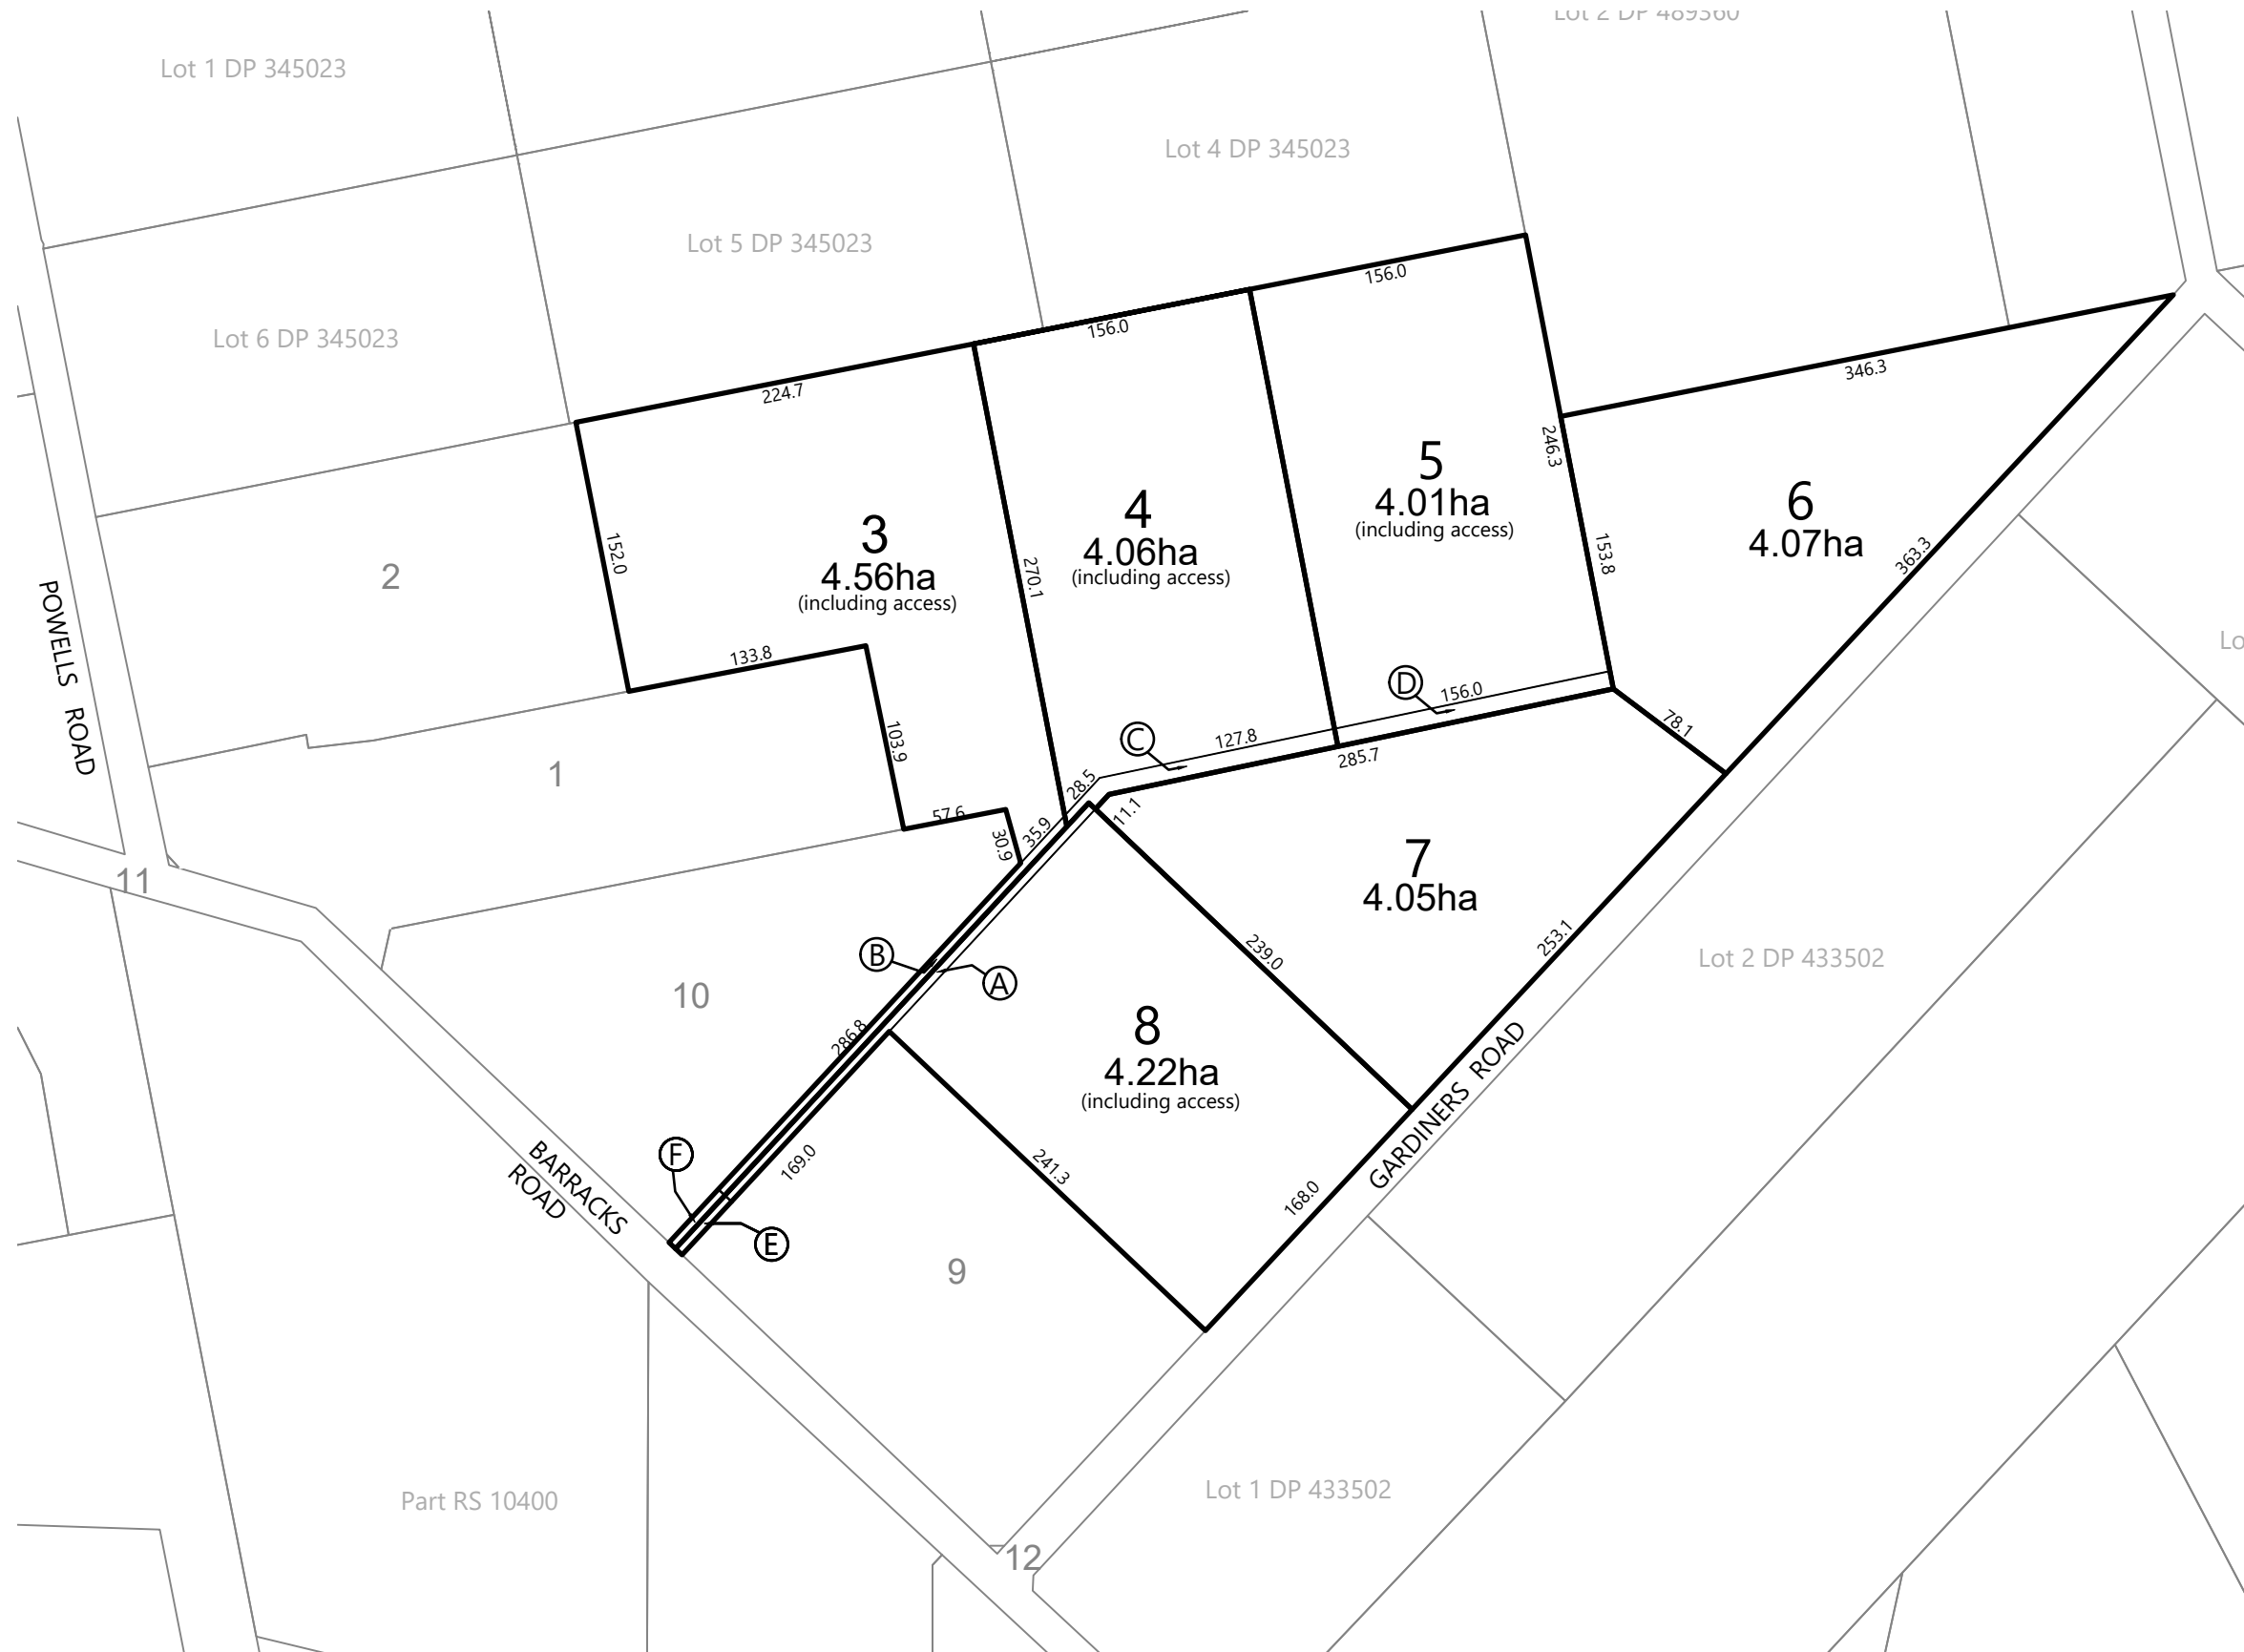 Lot 2 DP 489360
Lot 1 DP 345023
Lot 4 DP 345023
Lot 5 DP 345023
Lot 6 DP 345023
156.0
156.0
224.7
346.3
246.3
5
4.01ha
(including access)
6
4.07ha
4
4.06ha
(including access)
3
4.56ha
(including access)
152.0
270.1
153.8
363.3
2
POWELLS ROAD
Lo
133.8
103.9
D
156.0
C
127.8
285.7
78.1
1
28.5
11.1
57.6
35.9
30.9
7
4.05ha
11
B
A
239.0
253.1
Lot 2 DP 433502
10
286.8
8
4.22ha
(including access)
GARDINERS ROAD
F
169.0
241.3
168.0
BARRACKS
ROAD
E
9
Part RS 10400
Lot 1 DP 433502
12